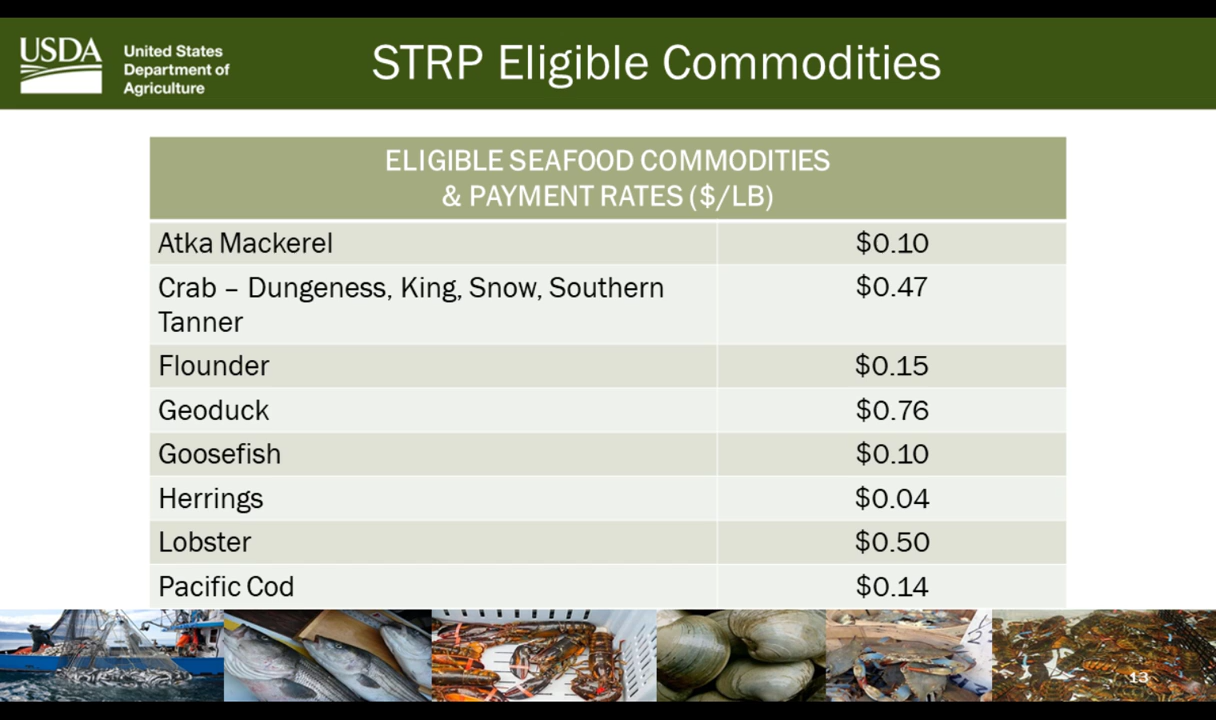 USDA
United States
Department of
Agriculture
STRP Eligible Commodities
ELIGIBLE SEAFOOD COMMODITIES
& PAYMENT RATES ($/LB)
Atka Mackerel $0.10
Crab – Dungeness, King, Snow, Southern $0.47
Tanner
Flounder $0.15
Geoduck $0.76
Goosefish $0.10
Herrings $0.04
Lobster $0.50
Pacific Cod $0.14
13